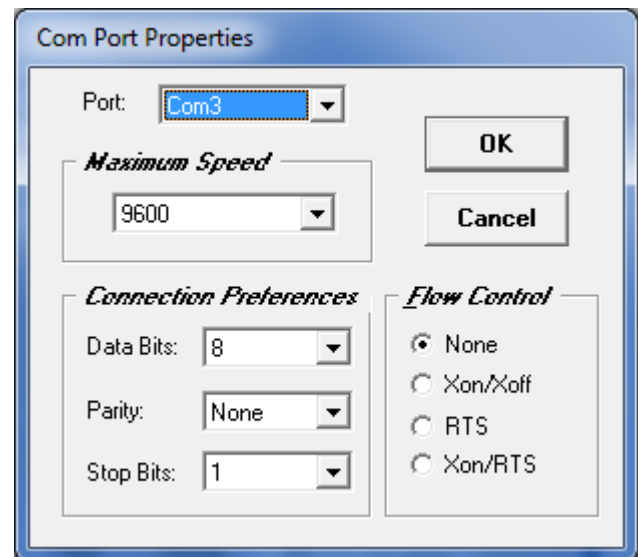 Com Port Properties
Port: Com3
OK
Maximum Speed
9600
Cancel
Connection Preferences
Data Bits: 8
Parity: None
Stop Bits: 1
Flow Control
None
Xon/Xoff
RTS
Xon/RTS